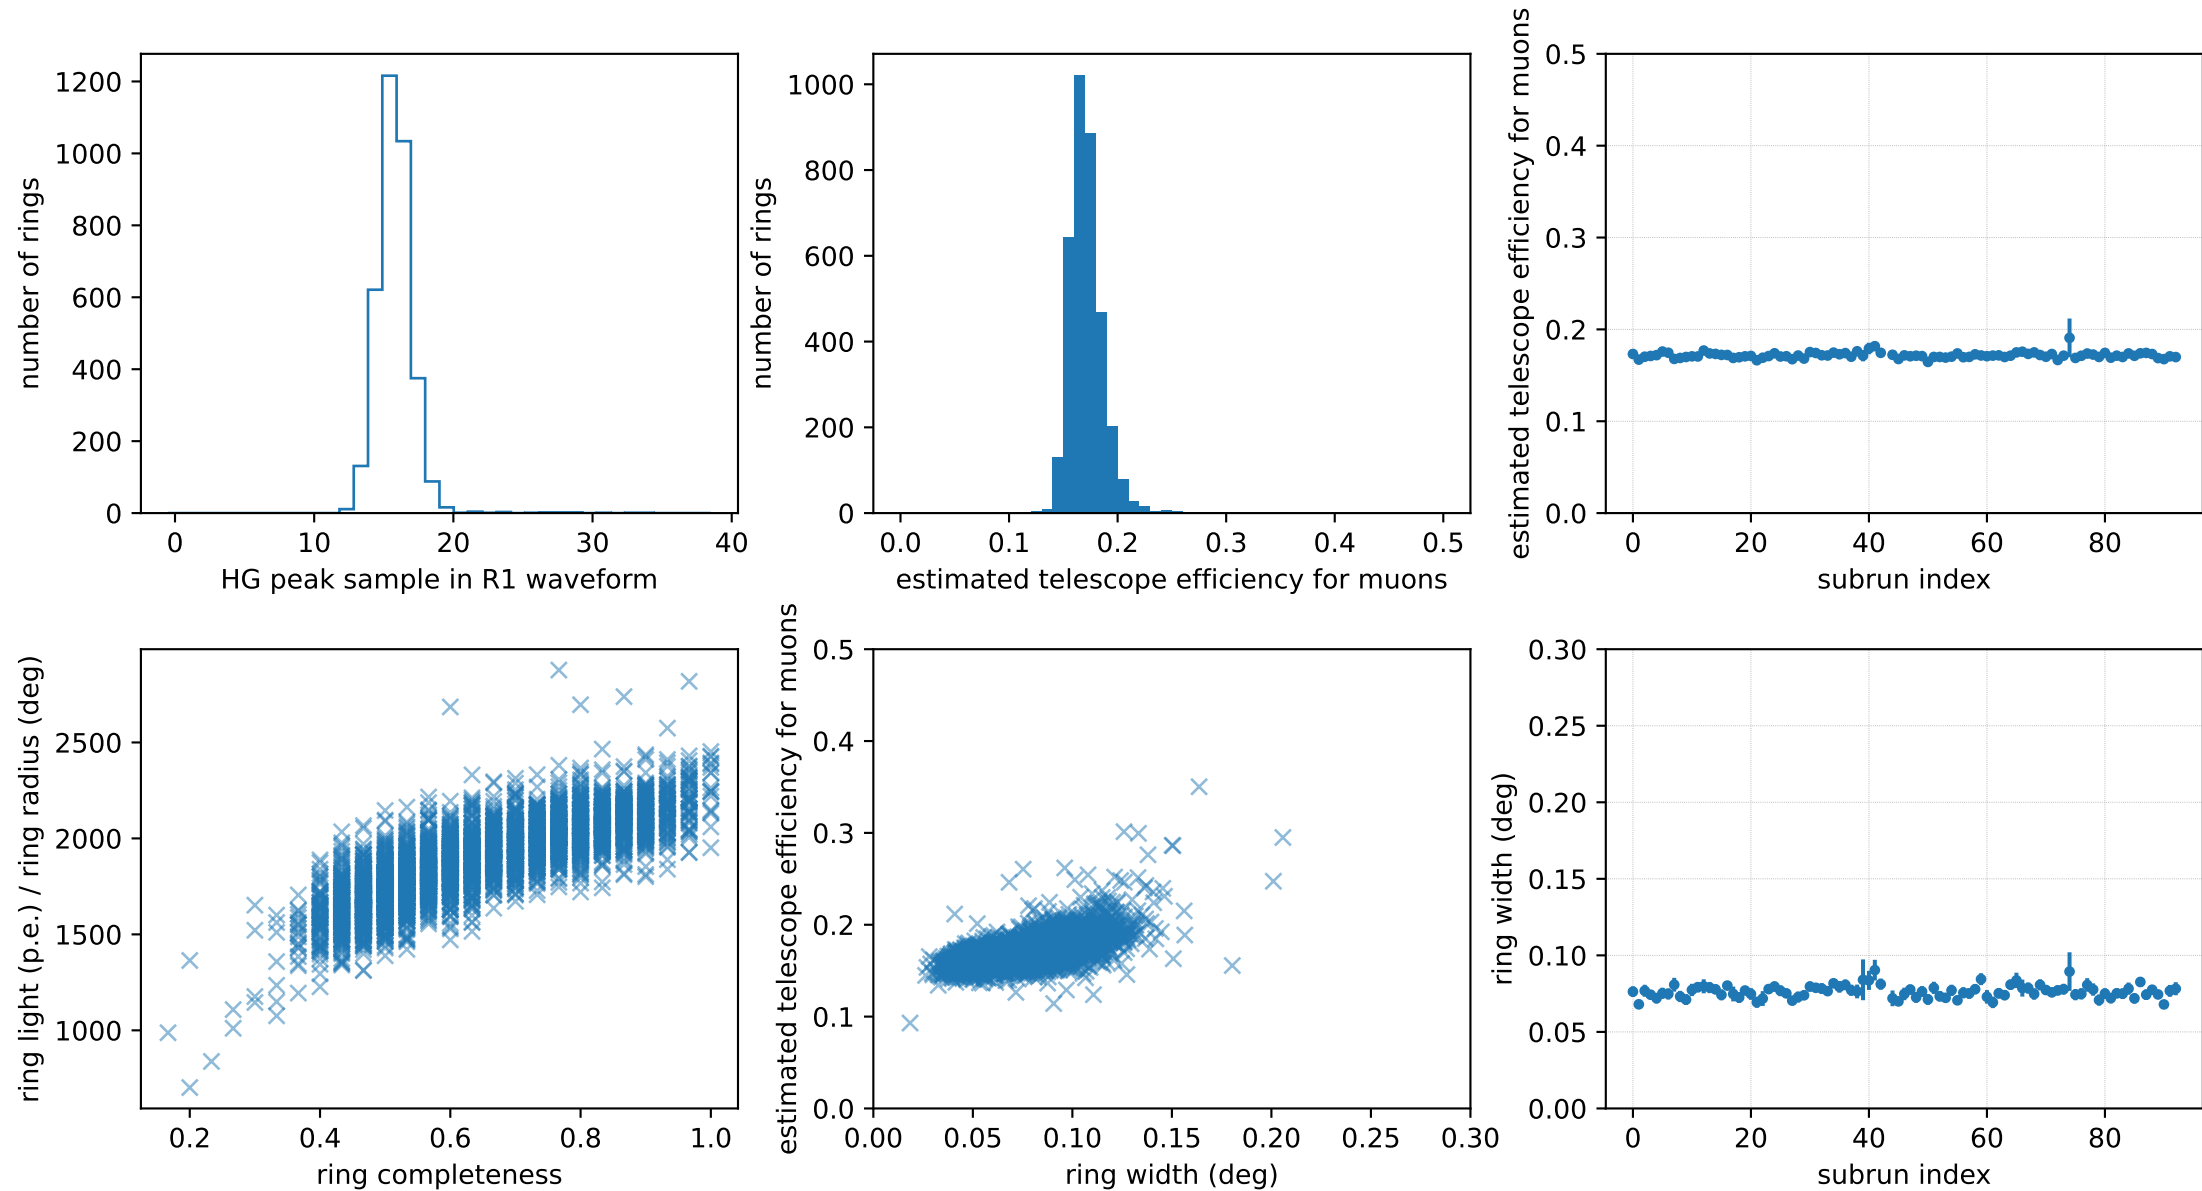 number of rings
1200
1000
800
600
400
200
0
0 10 20 30 40
HG peak sample in R1 waveform
number of rings
1000
800
600
400
200
0
0.0 0.1 0.2 0.3 0.4 0.5
estimated telescope efficiency for muons
estimated telescope efficiency for muons
0.5
0.4
0.3
0.2
0.1
0.0
0 20 40 60 80
subrun index
ring light (p.e.) / ring radius (deg)
2500
2000
1500
1000
0.2 0.4 0.6 0.8 1.0
ring completeness
estimated telescope efficiency for muons
0.5
0.4
0.3
0.2
0.1
0.0
0.00 0.05 0.10 0.15 0.20 0.25 0.30
ring width (deg)
ring width (deg)
0.30
0.25
0.20
0.15
0.10
0.05
0.00
0 20 40 60 80
subrun index